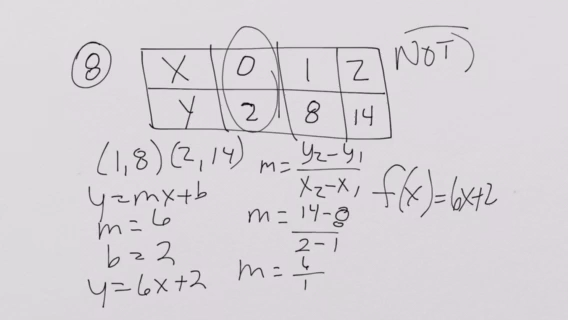 8
X 0 1 2
Y 2 8 14
NOT)
(1,8) (2,14)
y=mx+b
m=6
b=2
y=6x+2
m=y₂-y₁/x₂-x₁
m=14-8/2-1
m=6/1
f(x)=6x+2